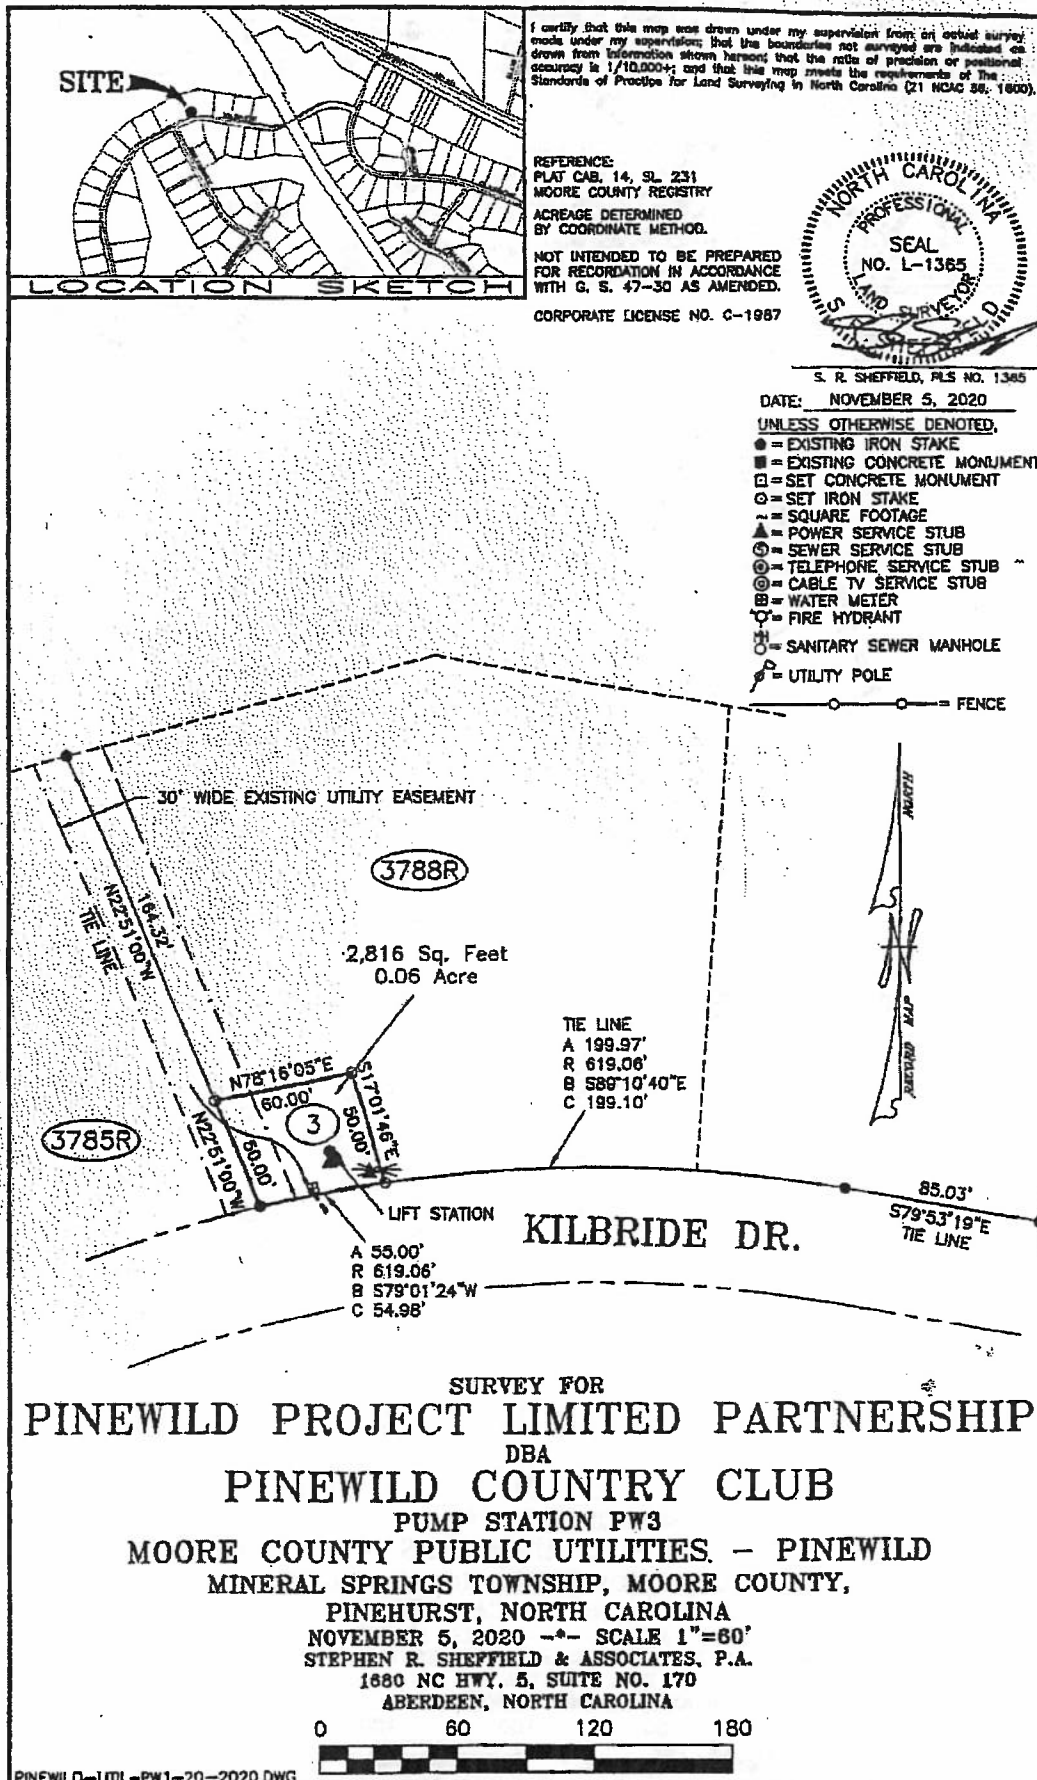 SITE
LOCATION SKETCH
I certify that this map was drawn under my supervision from an actual survey
made under my supervision; that the boundaries not surveyed are indicated as
drawn from information shown hereon; that the ratio of precision or positional
accuracy is 1/10,000+; and that this map meets the requirements of The
Standards of Practice for Land Surveying in North Carolina (21 NCAC 56: 1600).
REFERENCE:
PLAT CAB. 14, SL. 231
MOORE COUNTY REGISTRY
ACREAGE DETERMINED
BY COORDINATE METHOD.
NOT INTENDED TO BE PREPARED
FOR RECORDATION IN ACCORDANCE
WITH G. S. 47-30 AS AMENDED.
CORPORATE LICENSE NO. C-1987
NORTH CAROLINA
PROFESSIONAL
SEAL
NO. L-1365
LAND SURVEYOR
S. R. SHEFFIELD
S. R. SHEFFIELD, PLS NO. 1365
DATE: NOVEMBER 5, 2020
UNLESS OTHERWISE DENOTED,
= EXISTING IRON STAKE
= EXISTING CONCRETE MONUMENT
= SET CONCRETE MONUMENT
= SET IRON STAKE
~= SQUARE FOOTAGE
= POWER SERVICE STUB
= SEWER SERVICE STUB
= TELEPHONE SERVICE STUB
= CABLE TV SERVICE STUB
= WATER METER
= FIRE HYDRANT
= SANITARY SEWER MANHOLE
= UTILITY POLE
= FENCE
30' WIDE EXISTING UTILITY EASEMENT
3788R
164.32'
N22°51'00"W
TIE LINE
2,816 Sq. Feet
0.06 Acre
NORTH
RECORD MAP
TIE LINE
A 199.97'
R 619.06'
B S89°10'40"E
C 199.10'
N78°16'05"E
60.00'
S17°01'46"E
50.00'
3
3785R
N22°51'00"W
50.00'
LIFT STATION
KILBRIDE DR.
85.03'
S79°53'19"E
TIE LINE
A 55.00'
R 619.06'
B S79°01'24"W
C 54.98'
SURVEY FOR
PINEWILD PROJECT LIMITED PARTNERSHIP
DBA
PINEWILD COUNTRY CLUB
PUMP STATION PW3
MOORE COUNTY PUBLIC UTILITIES. - PINEWILD
MINERAL SPRINGS TOWNSHIP, MOORE COUNTY,
PINEHURST, NORTH CAROLINA
NOVEMBER 5, 2020 -*- SCALE 1"=60'
STEPHEN R. SHEFFIELD & ASSOCIATES, P.A.
1680 NC HWY. 5, SUITE NO. 170
ABERDEEN, NORTH CAROLINA
0 60 120 180
PINEWILD-UTIL-PW1-20-2020.DWG